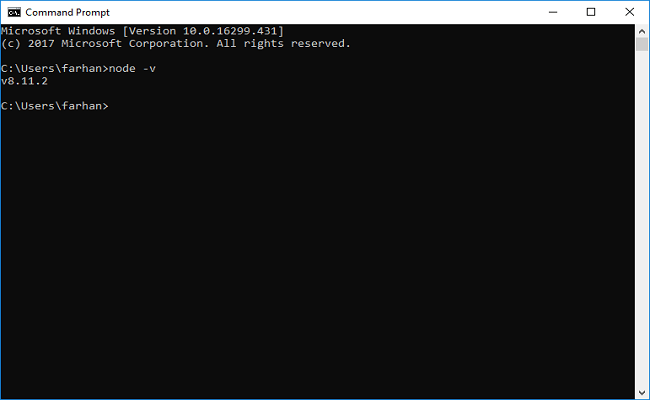 Command Prompt
Microsoft Windows [Version 10.0.16299.431]
(c) 2017 Microsoft Corporation. All rights reserved.
C:\Users\farhan>node -v
v8.11.2
C:\Users\farhan>